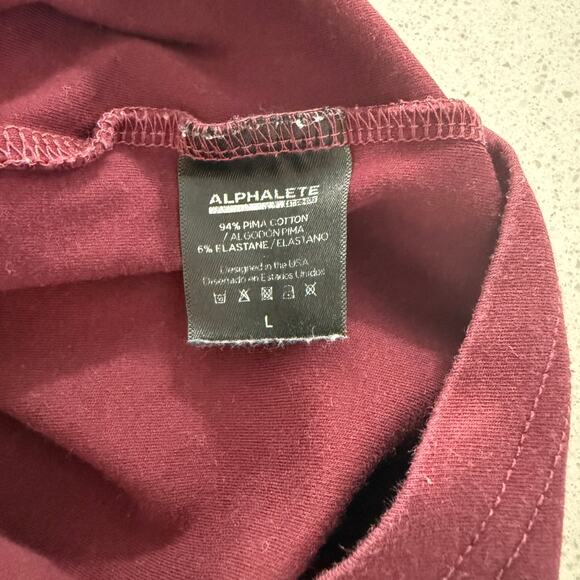 ALPHALETE
94% PIMA COTTON
/ ALGODÓN PIMA
6% ELASTANE / ELASTANO
Designed in the USA
Diseñado en Estados Unidos
L